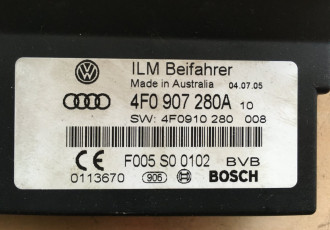 ILM Beifahrer
Made in Australia 04.07.05
4F0 907 280A 10
SW: 4F0910 280 008
CE F005 S0 0102 BVB
0113670 906 BOSCH